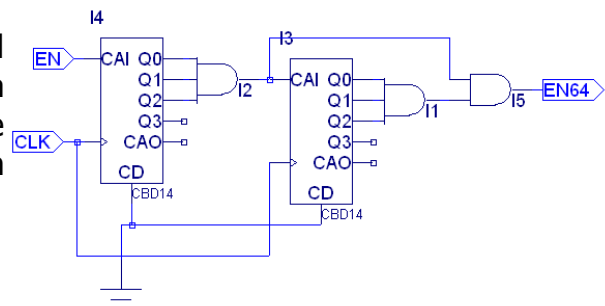 I4
EN
CAI Q0
Q1
Q2
Q3
CAO
CD
CBD14
I2
CLK
I3
CAI Q0
Q1
Q2
Q3
CAO
CD
CBD14
I1
I5
EN64